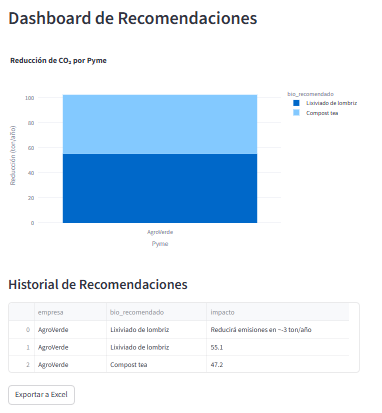 Dashboard de Recomendaciones
Reducción de CO₂ por Pyme
bio_recomendado
Lixiviado de lombriz
Compost tea
Reducción (ton/año)
100
80
60
40
20
0
AgroVerde
Pyme
Historial de Recomendaciones
empresa bio_recomendado impacto
0 AgroVerde Lixiviado de lombriz Reducirá emisiones en ~-3 ton/año
1 AgroVerde Lixiviado de lombriz 55.1
2 AgroVerde Compost tea 47.2
Exportar a Excel